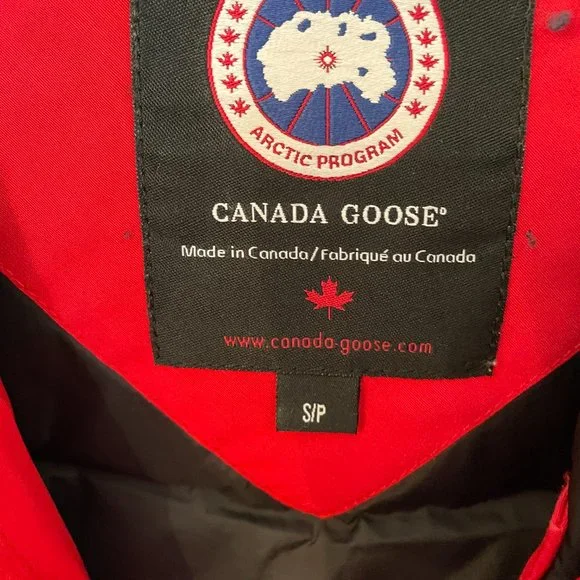 ARCTIC PROGRAM
CANADA GOOSE®
Made in Canada/Fabriqué au Canada
www.canada-goose.com
S/P